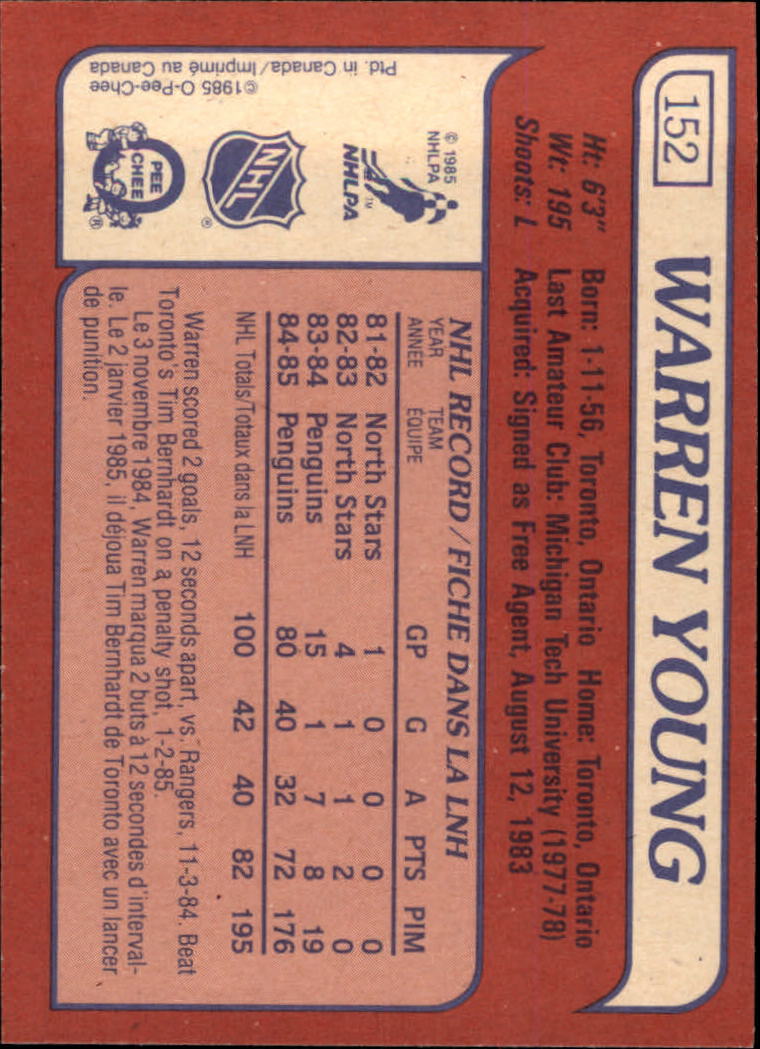 152 WARREN YOUNG
Ht: 6'3" Born: 1-11-56, Toronto, Ontario Home: Toronto, Ontario
Wt: 195 Last Amateur Club: Michigan Tech University (1977-78)
Shoots: L Acquired: Signed as Free Agent, August 12, 1983
© 1985
NHLPA
NHLPA
TM
NHL
®
O
PEE
CHEE
®
©1985 O-Pee-Chee
Ptd. in Canada/Imprimé au Canada
NHL RECORD/FICHE DANS LA LNH
YEAR TEAM
ANNÉE ÉQUIPE GP G A PTS PIM
81-82 North Stars 1 0 0 0 0
82-83 North Stars 4 1 1 2 0
83-84 Penguins 15 1 7 8 19
84-85 Penguins 80 40 32 72 176
NHL Totals/Totaux dans la LNH 100 42 40 82 195
Warren scored 2 goals, 12 seconds apart, vs. Rangers, 11-3-84. Beat
Toronto's Tim Bernhardt on a penalty shot, 1-2-85.
Le 3 novembre 1984, Warren marqua 2 buts à 12 secondes d'interval-
le. Le 2 janvier 1985, il déjoua Tim Bernhardt de Toronto avec un lancer
de punition.